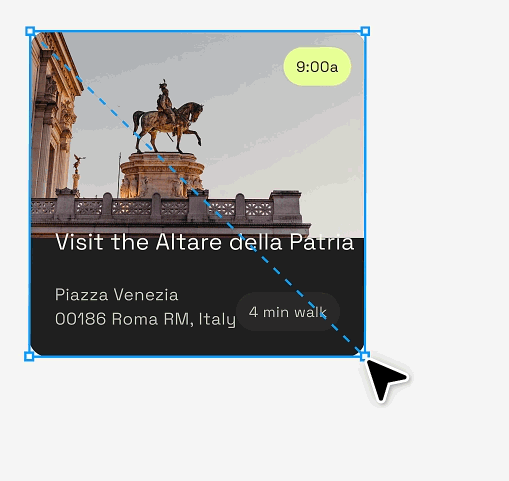 9:00a
Visit the Altare della Patria
Piazza Venezia
00186 Roma RM, Italy
4 min walk